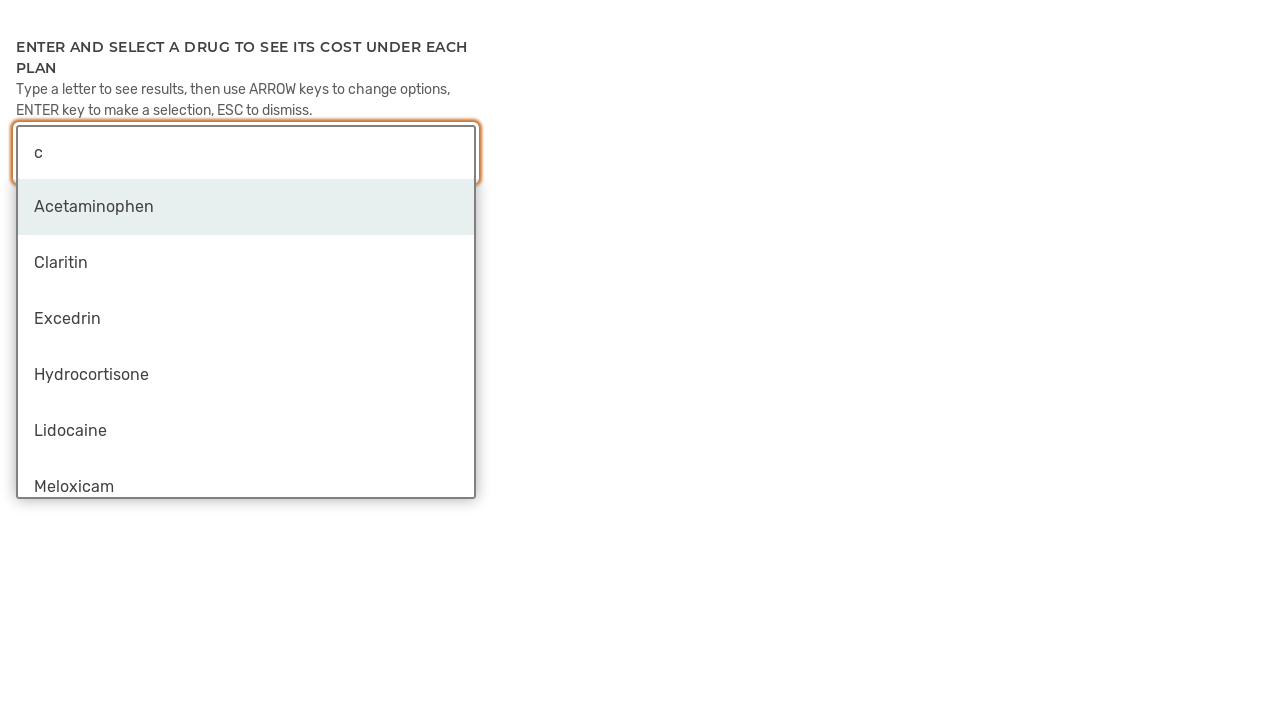 ENTER AND SELECT A DRUG TO SEE ITS COST UNDER EACH
PLAN
Type a letter to see results, then use ARROW keys to change options,
ENTER key to make a selection, ESC to dismiss.
c
Acetaminophen
Claritin
Excedrin
Hydrocortisone
Lidocaine
Meloxicam